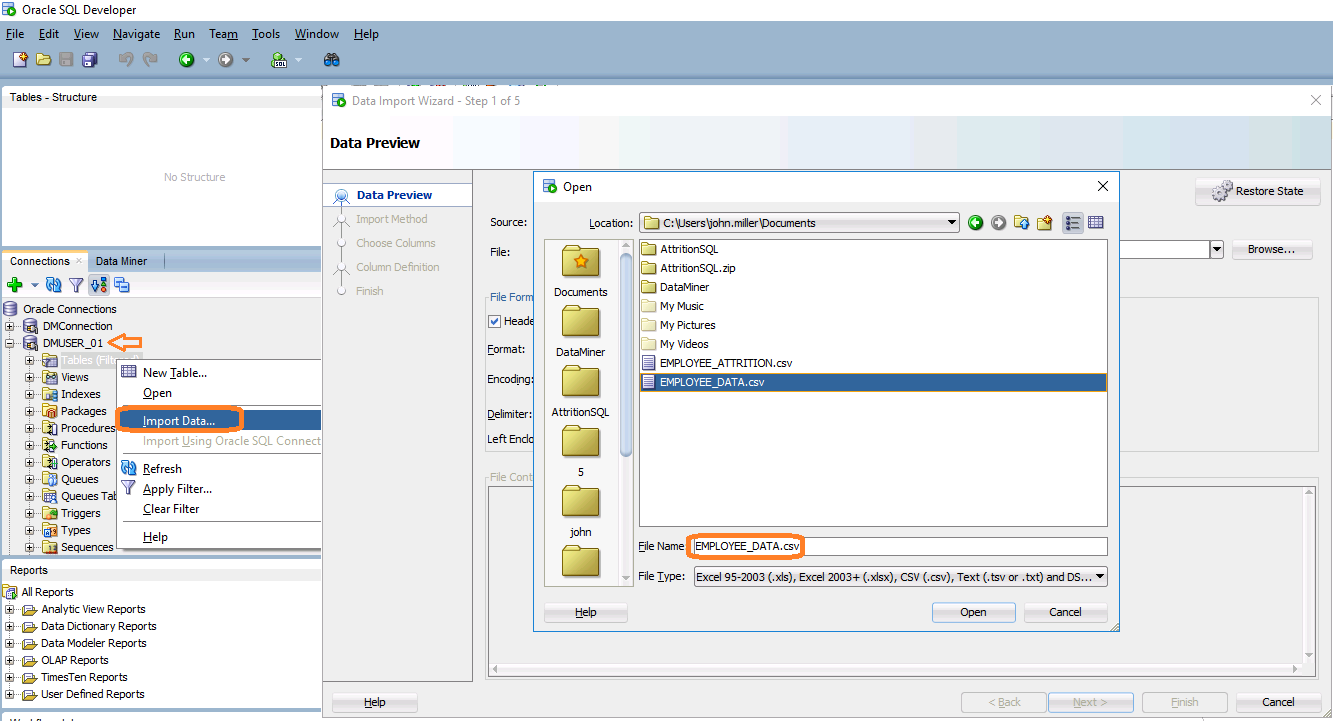 Oracle SQL Developer
File Edit View Navigate Run Team Tools Window Help
SQL
Tables - Structure
No Structure
Connections × Data Miner
Oracle Connections
DMConnection
DMUSER_01
Tables (Filtered)
Views
Indexes
Packages
Procedures
Functions
Operators
Queues
Queues Tab
Triggers
Types
Sequences
New Table...
Open
Import Data...
Import Using Oracle SQL Connect
Refresh
Apply Filter...
Clear Filter
Help
Reports
All Reports
Analytic View Reports
Data Dictionary Reports
Data Modeler Reports
OLAP Reports
TimesTen Reports
User Defined Reports
Data Import Wizard - Step 1 of 5
Data Preview
Data Preview
Import Method
Choose Columns
Column Definition
Finish
Restore State
Source:
File:
Browse...
File Form
Heade
Format:
Encoding:
Delimiter:
Left Enclo
File Cont
Open
Location: C:\Users\john.miller\Documents
Documents
DataMiner
AttritionSQL
5
john
AttritionSQL
AttritionSQL.zip
DataMiner
My Music
My Pictures
My Videos
EMPLOYEE_ATTRITION.csv
EMPLOYEE_DATA.csv
File Name EMPLOYEE_DATA.csv
File Type: Excel 95-2003 (.xls), Excel 2003+ (.xlsx), CSV (.csv), Text (.tsv or .txt) and DS...
Help Open Cancel
Help < Back Next > Finish Cancel